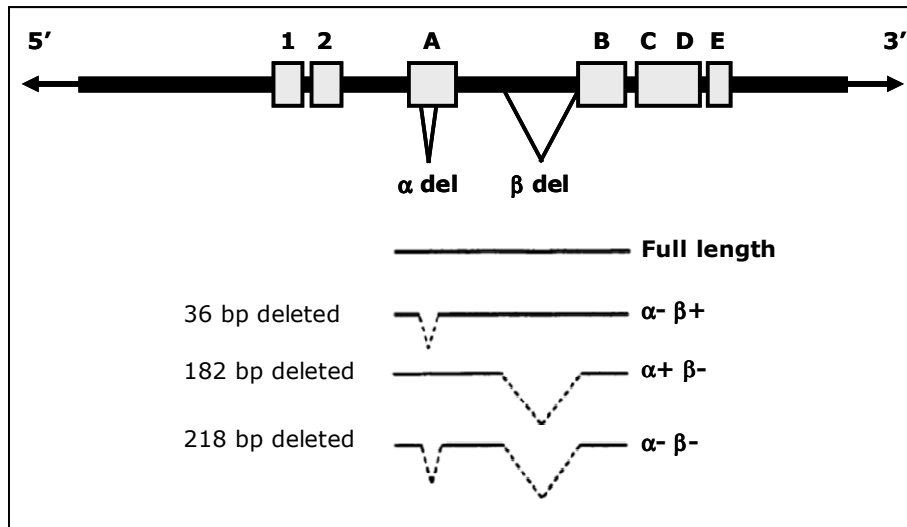 5’ 1 2 A B C D E 3’
α del β del
Full length
36 bp deleted α- β+
182 bp deleted α+ β-
218 bp deleted α- β-